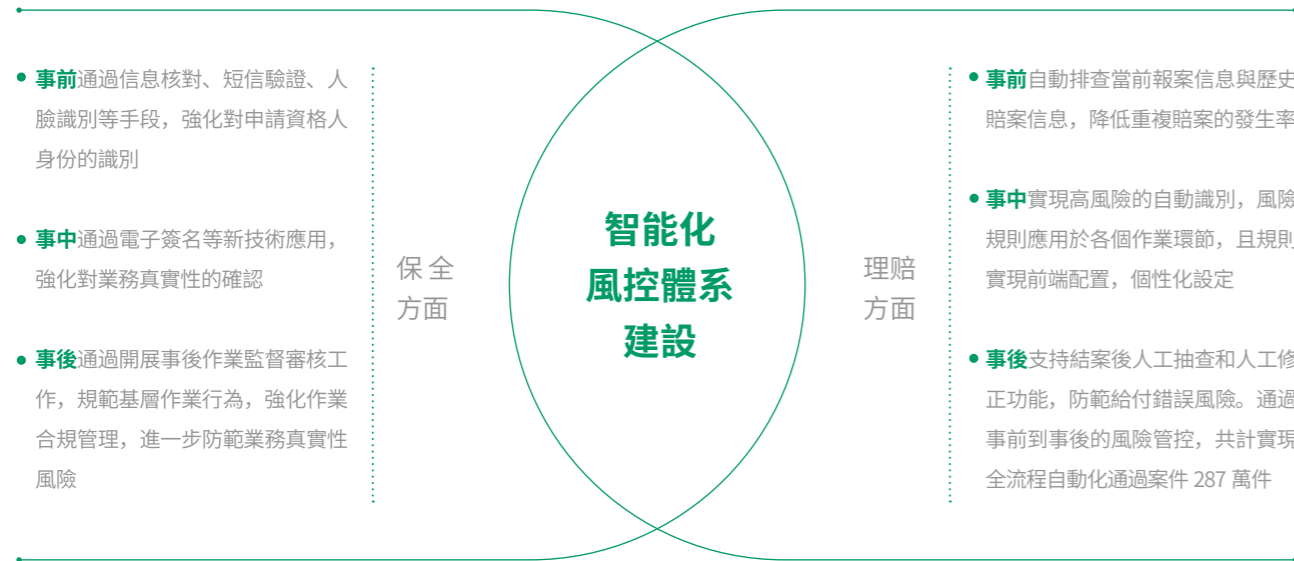 事前通過信息核對、短信驗證、人
臉識別等手段，強化對申請資格人
身份的識別
事中通過電子簽名等新技術應用，
強化對業務真實性的確認
事後通過開展事後作業監督審核工
作，規範基層作業行為，強化作業
合規管理，進一步防範業務真實性
風險
保全
方面
智能化
風控體系
建設
理賠
方面
事前自動排查當前報案信息與歷史
賠案信息，降低重複賠案的發生率
事中實現高風險的自動識別，風險
規則應用於各個作業環節，且規則
實現前端配置，個性化設定
事後支持結案後人工抽查和人工修
正功能，防範給付錯誤風險。通過
事前到事後的風險管控，共計實現
全流程自動化通過案件 287 萬件